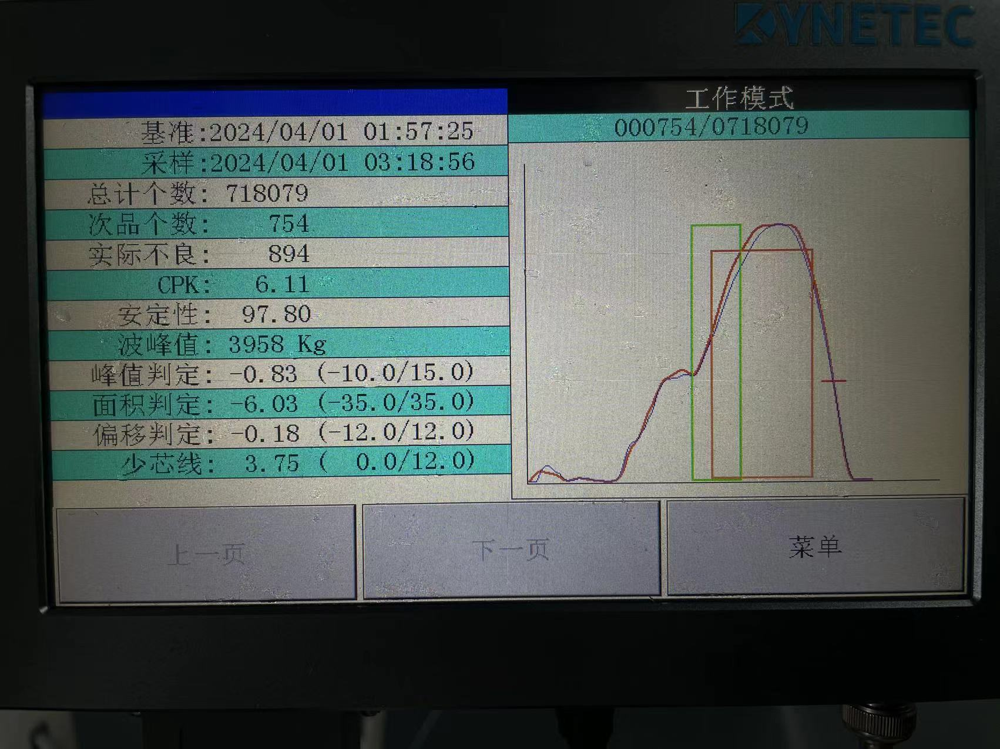 KYNETEC
工作模式
000754/0718079
基准:2024/04/01 01:57:25
采样:2024/04/01 03:18:56
总计个数: 718079
次品个数: 754
实际不良: 894
CPK: 6.11
安定性: 97.80
波峰值: 3958 Kg
峰值判定: -0.83 (-10.0/15.0)
面积判定: -6.03 (-35.0/35.0)
偏移判定: -0.18 (-12.0/12.0)
少芯线: 3.75 ( 0.0/12.0)
上一页
下一页
菜单